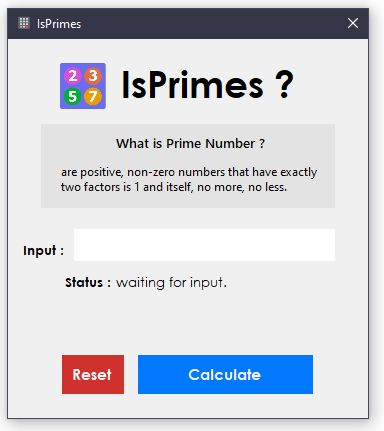 IsPrimes
2 3
5 7
IsPrimes ?
What is Prime Number ?
are positive, non-zero numbers that have exactly
two factors is 1 and itself, no more, no less.
Input :
Status : waiting for input.
Reset
Calculate